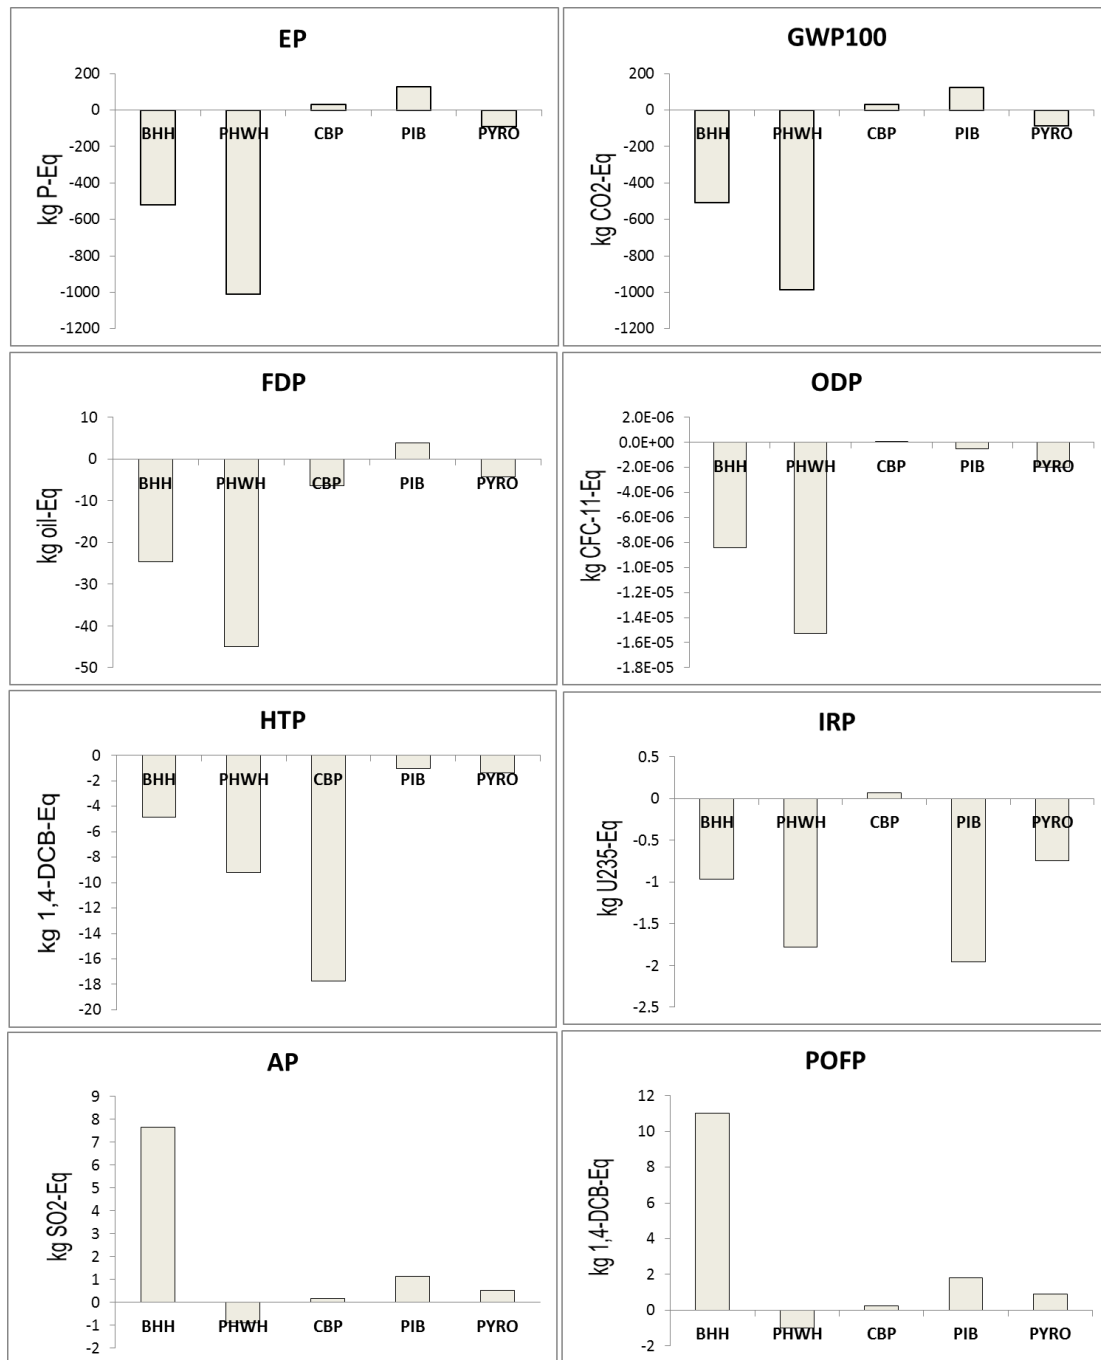 EP
200
0
-200
-400
-600
-800
-1000
-1200
kg P-Eq
BHH PHWH CBP PIB PYRO
GWP100
200
0
-200
-400
-600
-800
-1000
-1200
kg CO2-Eq
BHH PHWH CBP PIB PYRO
FDP
10
0
-10
-20
-30
-40
-50
kg oil-Eq
BHH PHWH CBP PIB PYRO
ODP
2.0E-06
0.0E+00
-2.0E-06
-4.0E-06
-6.0E-06
-8.0E-06
-1.0E-05
-1.2E-05
-1.4E-05
-1.6E-05
-1.8E-05
kg CFC-11-Eq
BHH PHWH CBP PIB PYRO
HTP
0
-2
-4
-6
-8
-10
-12
-14
-16
-18
-20
kg 1,4-DCB-Eq
BHH PHWH CBP PIB PYRO
IRP
0.5
0
-0.5
-1
-1.5
-2
-2.5
kg U235-Eq
BHH PHWH CBP PIB PYRO
AP
9
8
7
6
5
4
3
2
1
0
-1
-2
kg SO2-Eq
BHH PHWH CBP PIB PYRO
POFP
12
10
8
6
4
2
0
-2
kg 1,4-DCB-Eq
BHH PHWH CBP PIB PYRO